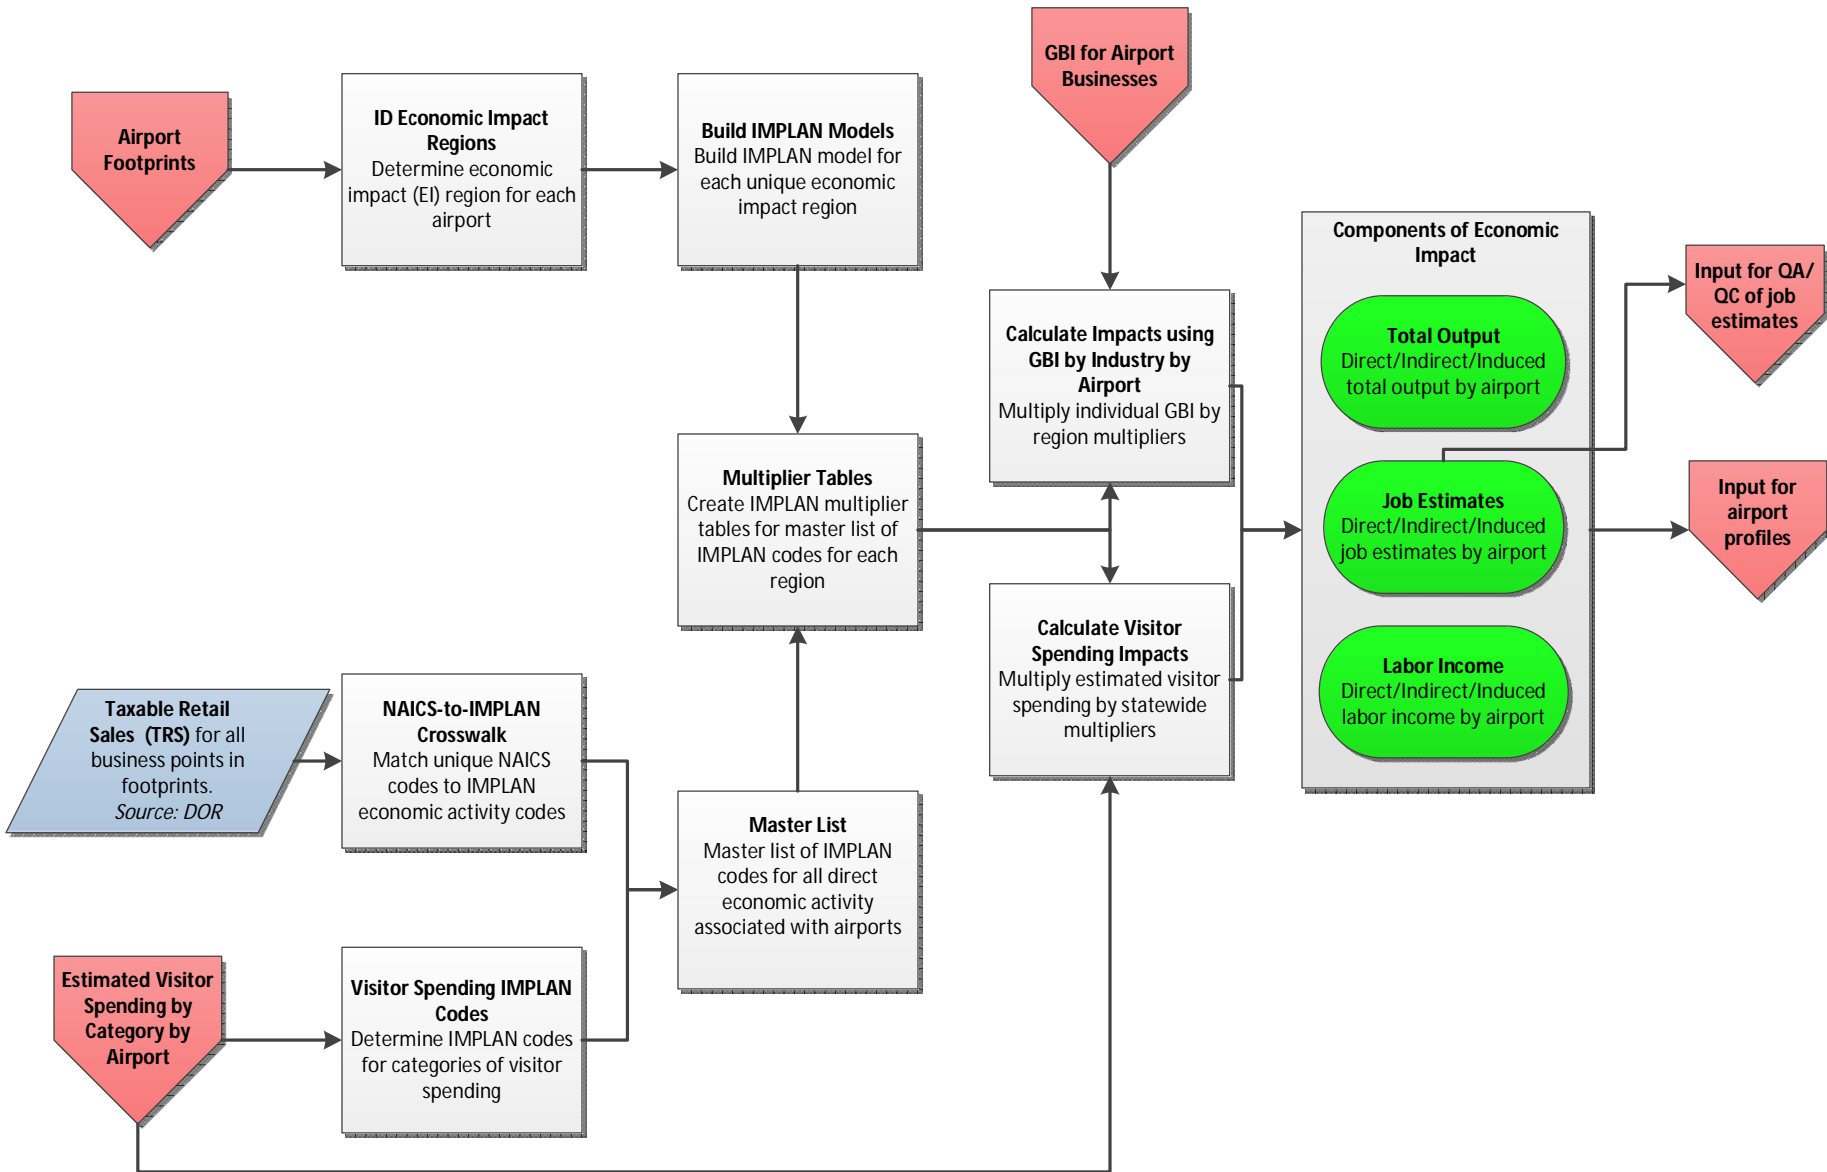 Airport
Footprints
ID Economic Impact
Regions
Determine economic
impact (EI) region for each
airport
Build IMPLAN Models
Build IMPLAN model for
each unique economic
impact region
GBI for Airport
Businesses
Calculate Impacts using
GBI by Industry by
Airport
Multiply individual GBI by
region multipliers
Components of Economic
Impact
Total Output
Direct/Indirect/Induced
total output by airport
Job Estimates
Direct/Indirect/Induced
job estimates by airport
Labor Income
Direct/Indirect/Induced
labor income by airport
Input for QA/
QC of job
estimates
Input for
airport
profiles
Multiplier Tables
Create IMPLAN multiplier
tables for master list of
IMPLAN codes for each
region
Calculate Visitor
Spending Impacts
Multiply estimated visitor
spending by statewide
multipliers
Taxable Retail
Sales (TRS) for all
business points in
footprints.
Source: DOR
NAICS-to-IMPLAN
Crosswalk
Match unique NAICS
codes to IMPLAN
economic activity codes
Master List
Master list of IMPLAN
codes for all direct
economic activity
associated with airports
Estimated Visitor
Spending by
Category by
Airport
Visitor Spending IMPLAN
Codes
Determine IMPLAN codes
for categories of visitor
spending